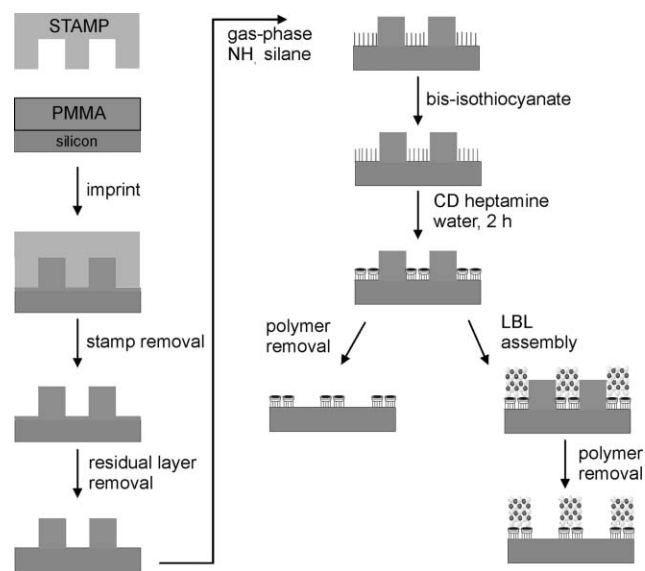 STAMP
PMMA
silicon
imprint
stamp removal
residual layer
removal
gas-phase
NH, silane
bis-isothiocyanate
CD heptamine
water, 2 h
polymer
removal
LBL
assembly
polymer
removal